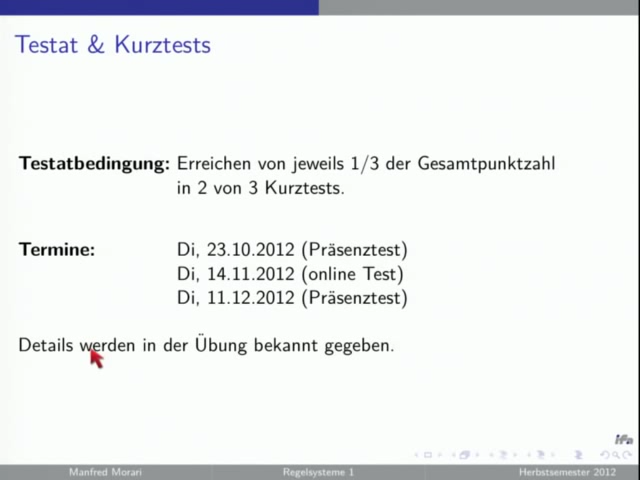 Testat & Kurztests
Testatbedingung: Erreichen von jeweils 1/3 der Gesamtpunktzahl
in 2 von 3 Kurztests.
Termine: Di, 23.10.2012 (Präsenztest)
Di, 14.11.2012 (online Test)
Di, 11.12.2012 (Präsenztest)
Details werden in der Übung bekannt gegeben.
ifa
Manfred Morari Regelsysteme 1 Herbstsemester 2012